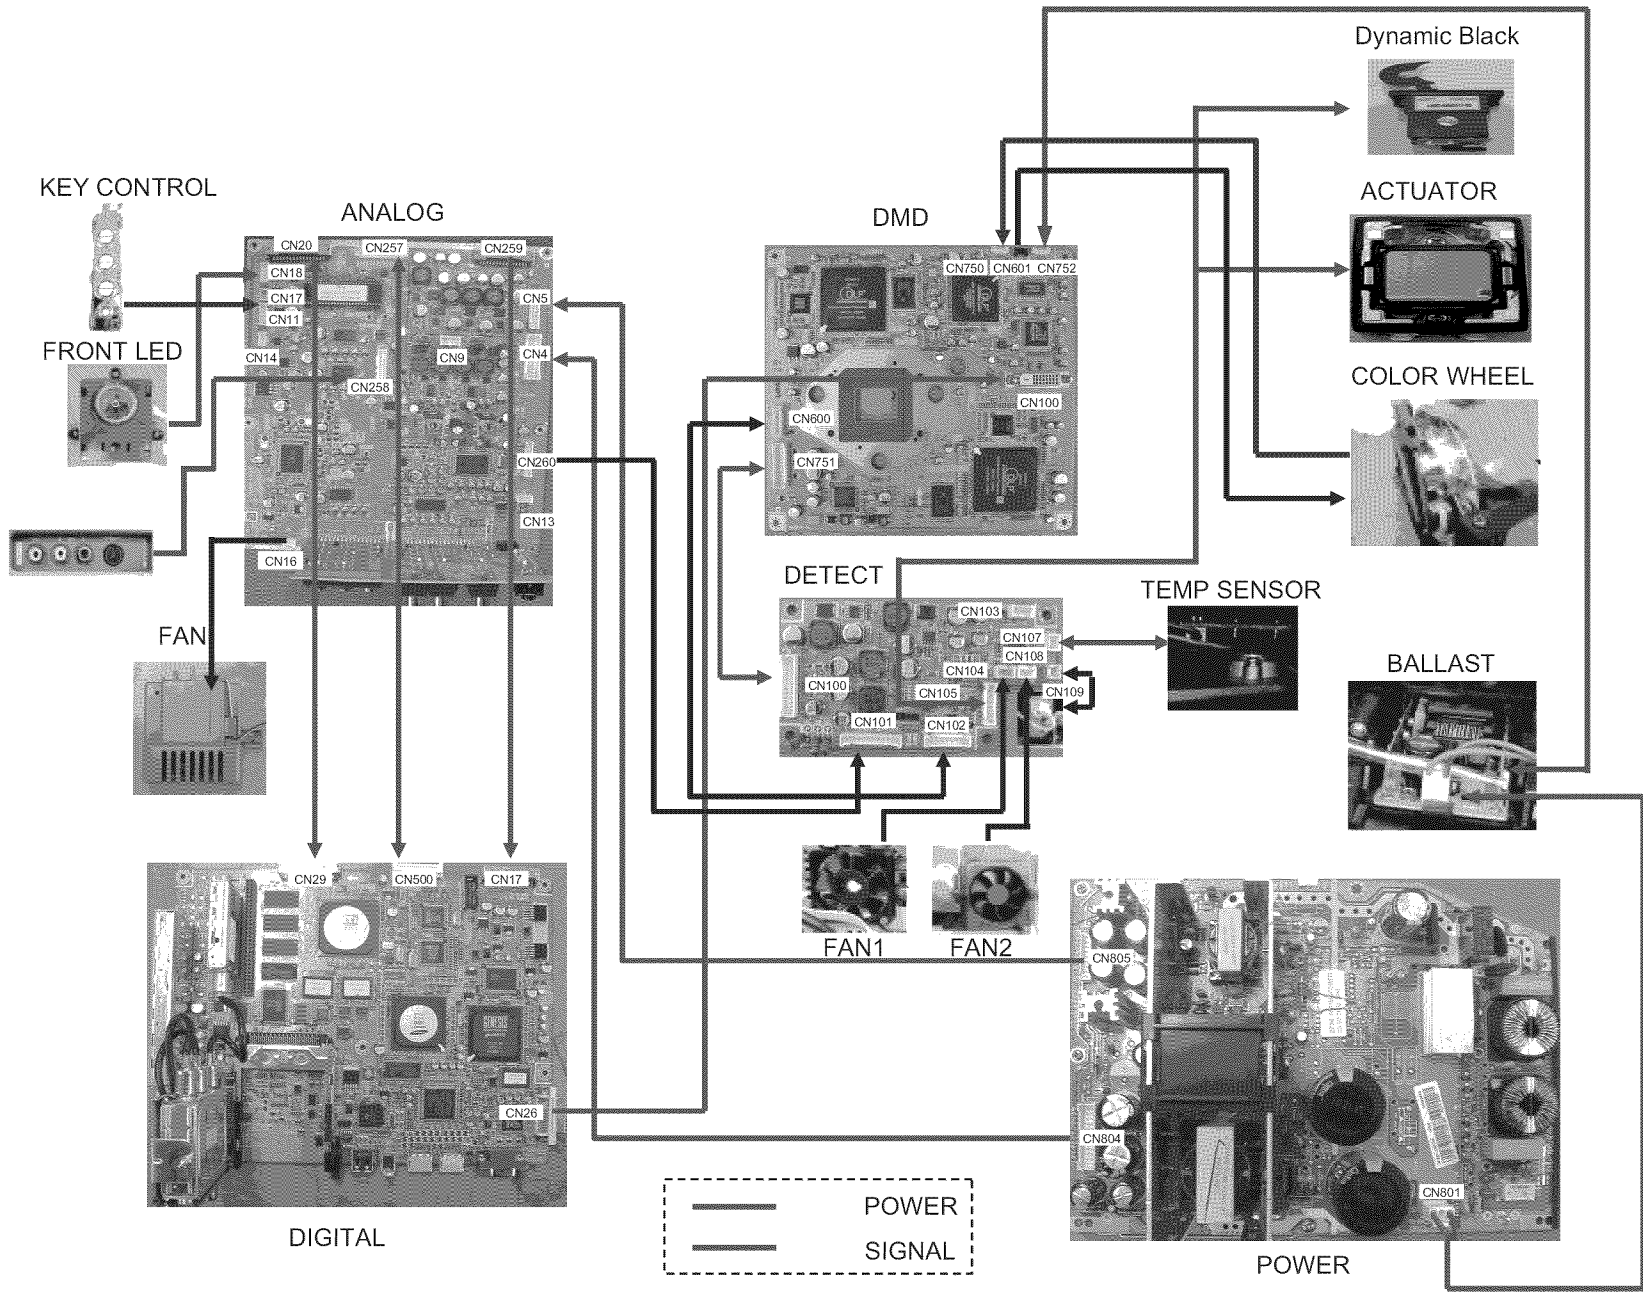 Dynamic Black
KEY CONTROL
ANALOG
DMD
ACTUATOR
CN20
CN257
CN259
CN18
CN17
CN11
CN5
CN750
CN601
CN752
FRONT LED
CN14
CN9
CN4
CN258
CN100
COLOR WHEEL
CN600
CN260
CN751
CN13
CN16
DETECT
TEMP SENSOR
CN103
CN107
CN108
FAN
CN100
CN104
CN105
CN109
CN101
CN102
BALLAST
CN29
CN500
CN17
FAN1
FAN2
CN805
GENESIS
CN26
CN804
CN801
DIGITAL
POWER
SIGNAL
POWER